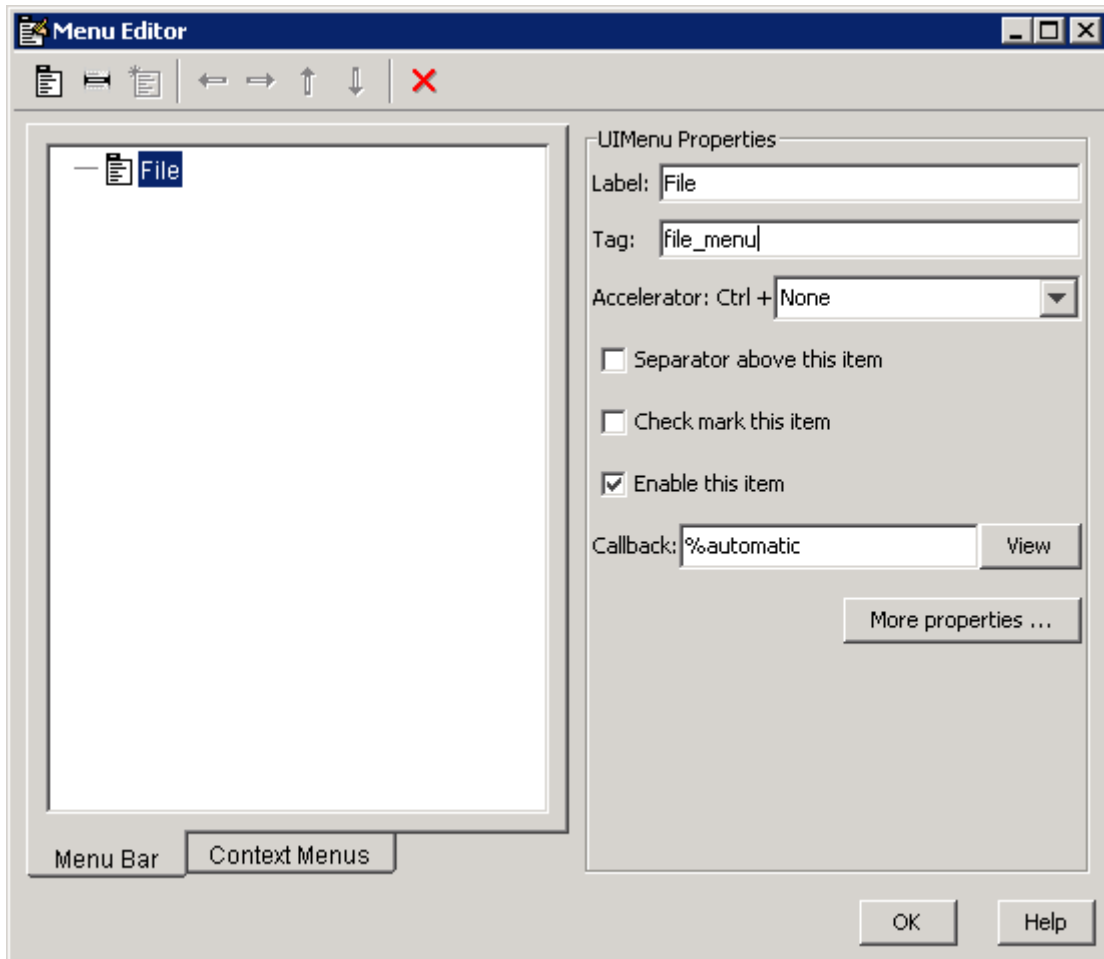 Menu Editor
File
UIMenu Properties
Label: File
Tag: file_menu
Accelerator: Ctrl + None
Separator above this item
Check mark this item
Enable this item
Callback: %automatic View
More properties ...
Menu Bar Context Menus
OK Help